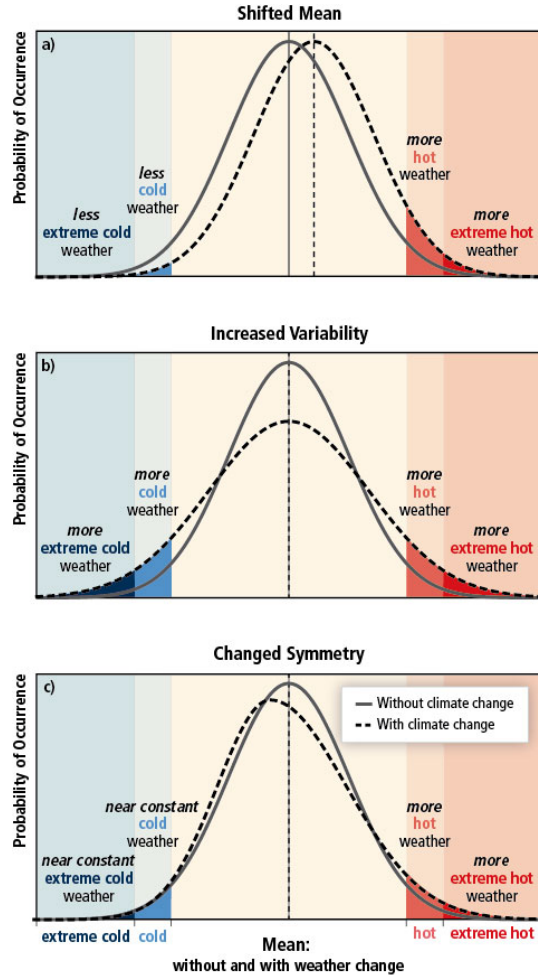 Shifted Mean
a)
Probability of Occurrence
less
extreme cold
weather
less
cold
weather
more
hot
weather
more
extreme hot
weather
Increased Variability
b)
Probability of Occurrence
more
extreme cold
weather
more
cold
weather
more
hot
weather
more
extreme hot
weather
Changed Symmetry
c)
Probability of Occurrence
Without climate change
With climate change
near constant
extreme cold
weather
near constant
cold
weather
more
hot
weather
more
extreme hot
weather
extreme cold
cold
hot
extreme hot
Mean:
without and with weather change